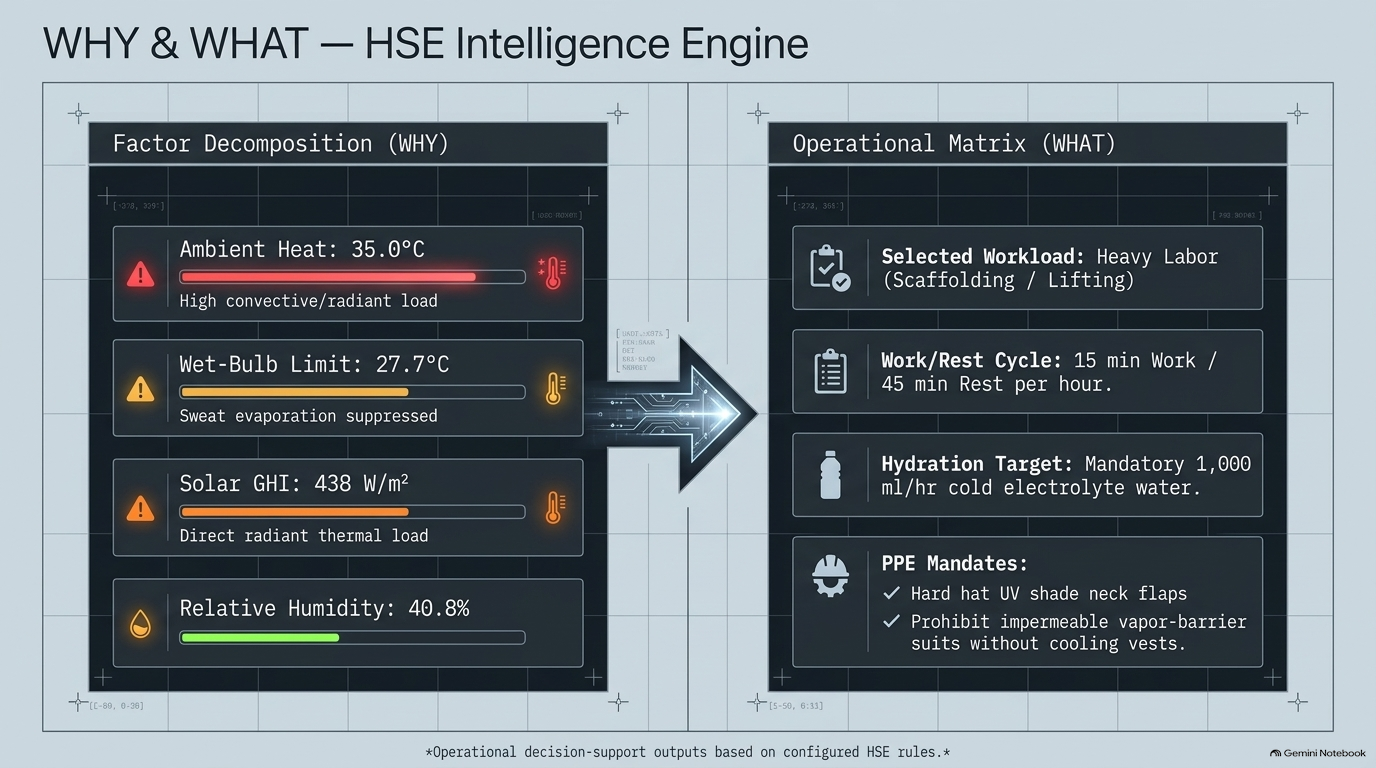 WHY & WHAT — HSE Intelligence Engine
Factor Decomposition (WHY)
Ambient Heat: 35.0°C
High convective/radiant load
Wet-Bulb Limit: 27.7°C
Sweat evaporation suppressed
Solar GHI: 438 W/m²
Direct radiant thermal load
Relative Humidity: 40.8%
Operational Matrix (WHAT)
Selected Workload: Heavy Labor
(Scaffolding / Lifting)
Work/Rest Cycle: 15 min Work /
45 min Rest per hour.
Hydration Target: Mandatory 1,000
ml/hr cold electrolyte water.
PPE Mandates:
Hard hat UV shade neck flaps
Prohibit impermeable vapor-barrier
suits without cooling vests.
*Operational decision-support outputs based on configured HSE rules.*
Gemini Notebook